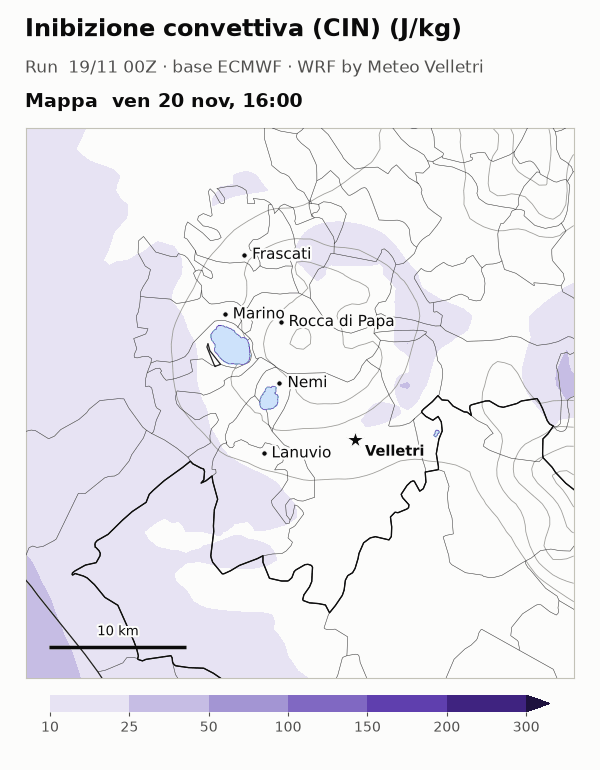 Inibizione convettiva (CIN) (J/kg)
Run  19/11 00Z · base ECMWF · WRF by Meteo Velletri
Mappa  ven 20 nov, 16:00
Frascati
Marino
Rocca di Papa
Nemi
Velletri
Lanuvio
10 km
10 25 50 100 150 200 300